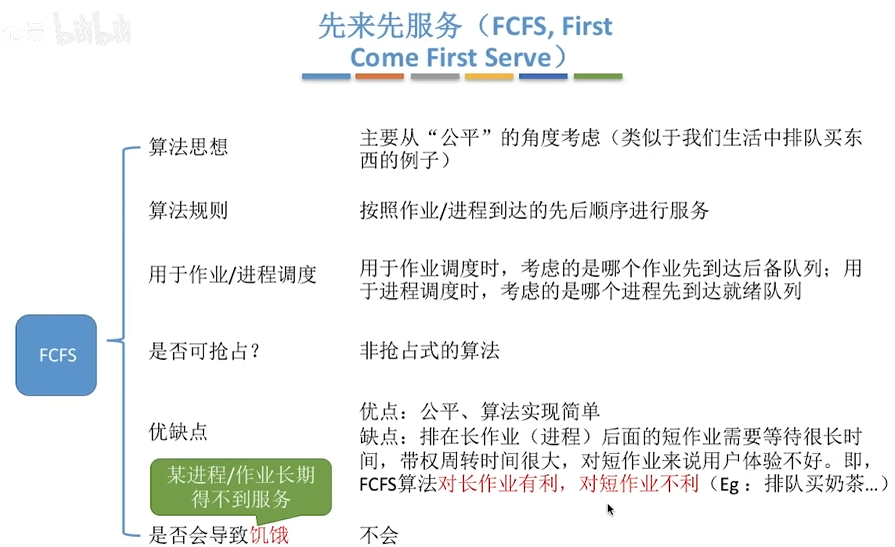 bilibili
先来先服务（FCFS, First
Come First Serve）
算法思想
主要从“公平”的角度考虑（类似于我们生活中排队买东
西的例子）
算法规则
按照作业/进程到达的先后顺序进行服务
用于作业/进程调度
用于作业调度时，考虑的是哪个作业先到达后备队列；用
于进程调度时，考虑的是哪个进程先到达就绪队列
FCFS
是否可抢占？
非抢占式的算法
优缺点
优点：公平、算法实现简单
缺点：排在长作业（进程）后面的短作业需要等待很长时
间，带权周转时间很大，对短作业来说用户体验不好。即，
FCFS算法对长作业有利，对短作业不利（Eg：排队买奶茶...）
某进程/作业长期
得不到服务
是否会导致饥饿
不会